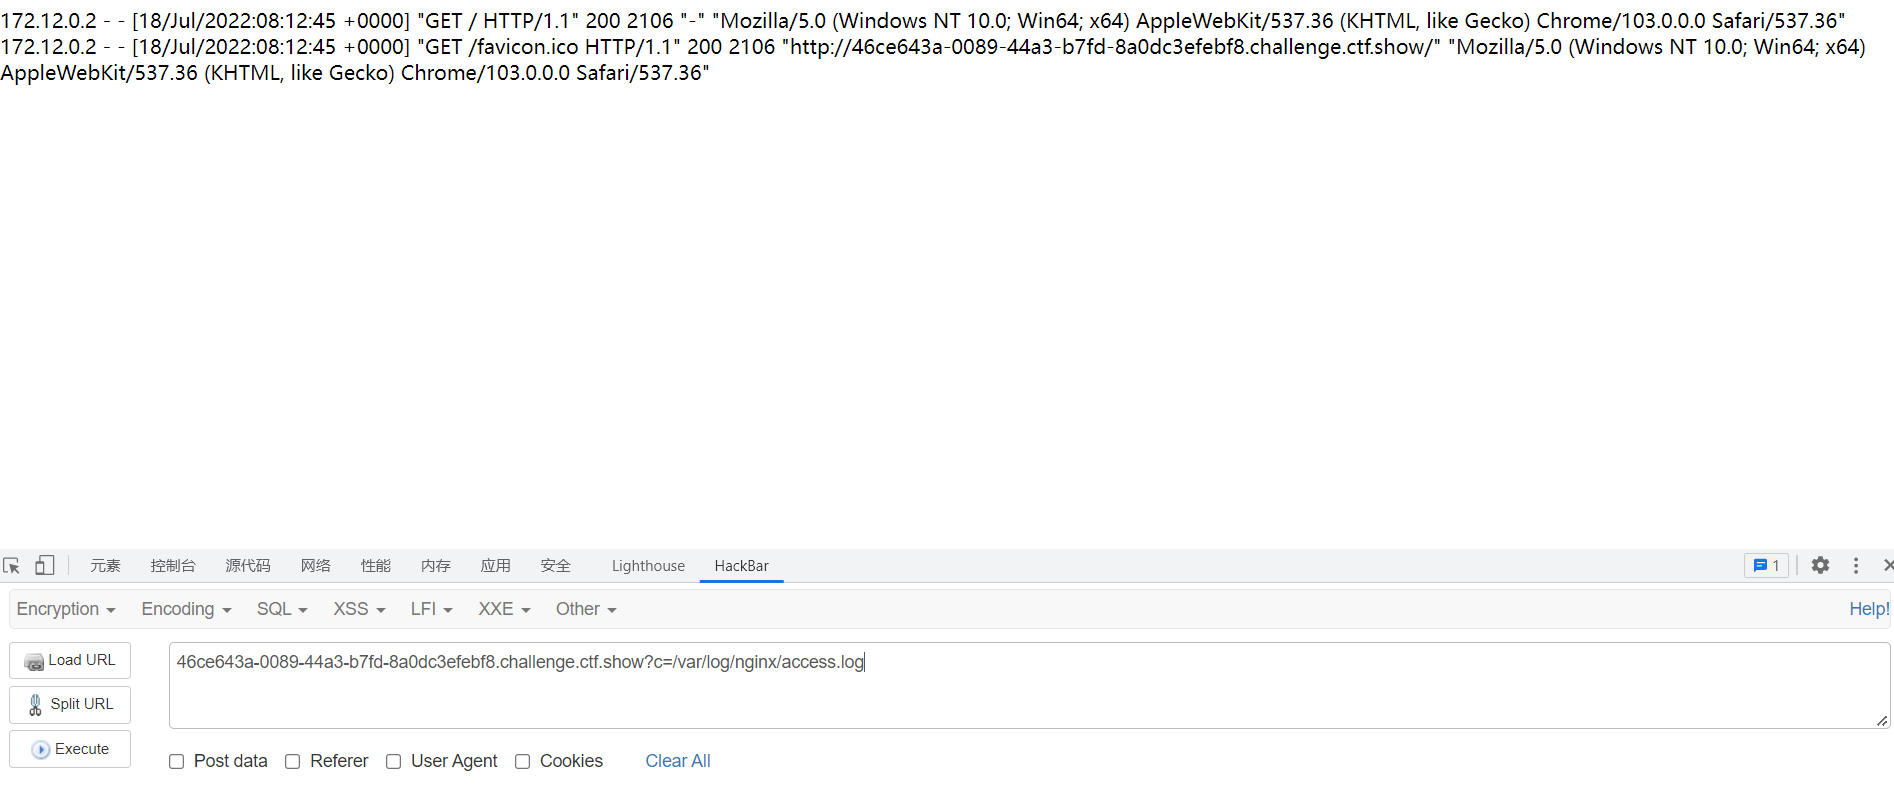 172.12.0.2 - - [18/Jul/2022:08:12:45 +0000] "GET / HTTP/1.1" 200 2106 "-" "Mozilla/5.0 (Windows NT 10.0; Win64; x64) AppleWebKit/537.36 (KHTML, like Gecko) Chrome/103.0.0.0 Safari/537.36"
172.12.0.2 - - [18/Jul/2022:08:12:45 +0000] "GET /favicon.ico HTTP/1.1" 200 2106 "http://46ce643a-0089-44a3-b7fd-8a0dc3efebf8.challenge.ctf.show/" "Mozilla/5.0 (Windows NT 10.0; Win64; x64)
AppleWebKit/537.36 (KHTML, like Gecko) Chrome/103.0.0.0 Safari/537.36"
元素 控制台 源代码 网络 性能 内存 应用 安全 Lighthouse HackBar 1
Encryption Encoding SQL XSS LFI XXE Other Help!
Load URL 46ce643a-0089-44a3-b7fd-8a0dc3efebf8.challenge.ctf.show?c=/var/log/nginx/access.log
Split URL
Execute
Post data Referer User Agent Cookies Clear All